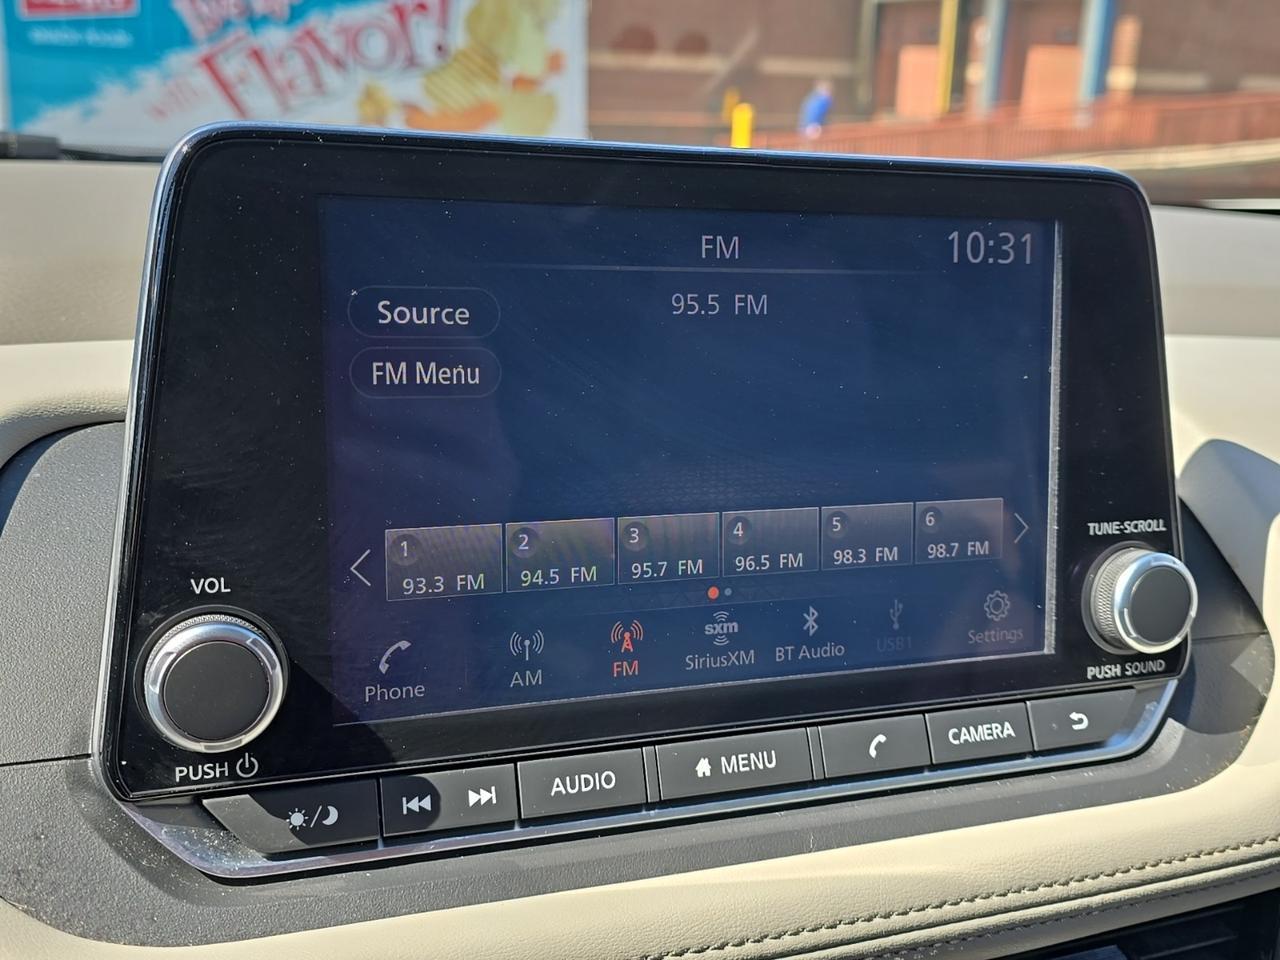 with Flavor!
FM
10:31
95.5 FM
Source
FM Menu
1
93.3 FM
2
94.5 FM
3
95.7 FM
4
96.5 FM
5
98.3 FM
6
98.7 FM
Phone
AM
FM
sxm
SiriusXM
BT Audio
USB1
Settings
VOL
PUSH
TUNE-SCROLL
PUSH SOUND
AUDIO
MENU
CAMERA